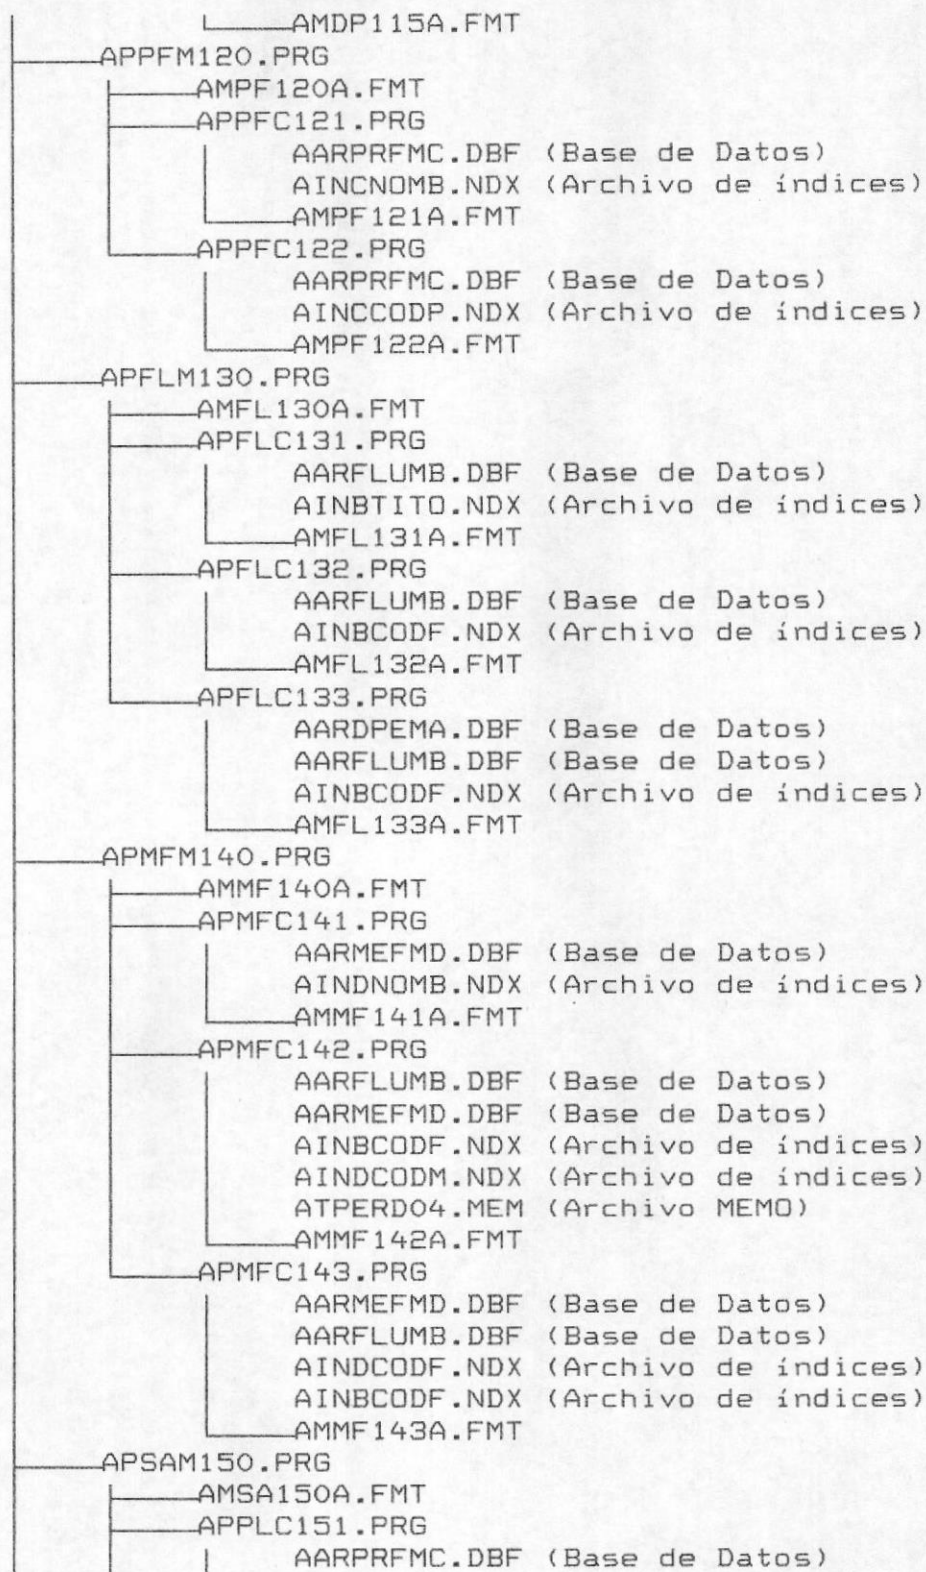 AMDP115A.FMT
APPFM120.PRG
AMPF120A.FMT
APPFC121.PRG
AARPRFMC.DBF (Base de Datos)
AINCNOMB.NDX (Archivo de índices)
AMPF121A.FMT
APPFC122.PRG
AARPRFMC.DBF (Base de Datos)
AINCCODP.NDX (Archivo de índices)
AMPF122A.FMT
APFLM130.PRG
AMFL130A.FMT
APFLC131.PRG
AARFLUMB.DBF (Base de Datos)
AINBTITO.NDX (Archivo de índices)
AMFL131A.FMT
APFLC132.PRG
AARFLUMB.DBF (Base de Datos)
AINBCODF.NDX (Archivo de índices)
AMFL132A.FMT
APFLC133.PRG
AARDPEMA.DBF (Base de Datos)
AARFLUMB.DBF (Base de Datos)
AINBCODF.NDX (Archivo de índices)
AMFL133A.FMT
APMFM140.PRG
AMMF140A.FMT
APMFC141.PRG
AARMEFMD.DBF (Base de Datos)
AINDNOMB.NDX (Archivo de índices)
AMMF141A.FMT
APMFC142.PRG
AARFLUMB.DBF (Base de Datos)
AARMEFMD.DBF (Base de Datos)
AINBCODF.NDX (Archivo de índices)
AINDCODM.NDX (Archivo de índices)
ATPERD04.MEM (Archivo MEMO)
AMMF142A.FMT
APMFC143.PRG
AARMEFMD.DBF (Base de Datos)
AARFLUMB.DBF (Base de Datos)
AINDCODF.NDX (Archivo de índices)
AINBCODF.NDX (Archivo de índices)
AMMF143A.FMT
APSAM150.PRG
AMSA150A.FMT
APPLC151.PRG
AARPRFMC.DBF (Base de Datos)